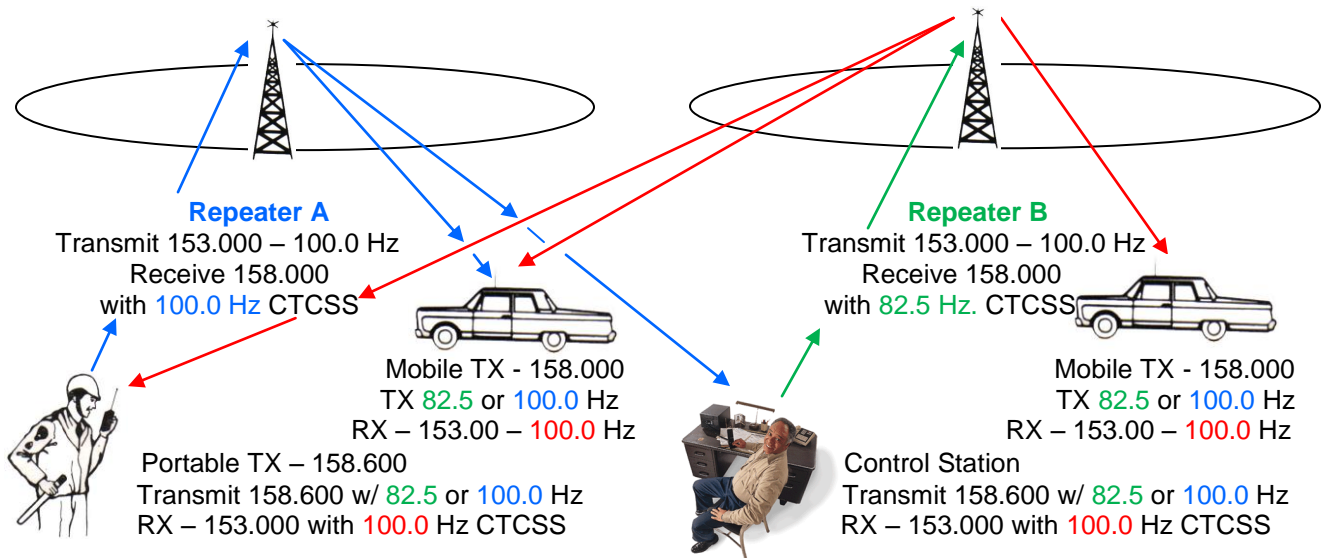 Repeater A
Transmit 153.000 – 100.0 Hz
Receive 158.000
with 100.0 Hz CTCSS
Repeater B
Transmit 153.000 – 100.0 Hz
Receive 158.000
with 82.5 Hz. CTCSS
Mobile TX - 158.000
TX 82.5 or 100.0 Hz
RX – 153.00 – 100.0 Hz
Mobile TX - 158.000
TX 82.5 or 100.0 Hz
RX – 153.00 – 100.0 Hz
Portable TX – 158.600
Transmit 158.600 w/ 82.5 or 100.0 Hz
RX – 153.000 with 100.0 Hz CTCSS
Control Station
Transmit 158.600 w/ 82.5 or 100.0 Hz
RX – 153.000 with 100.0 Hz CTCSS